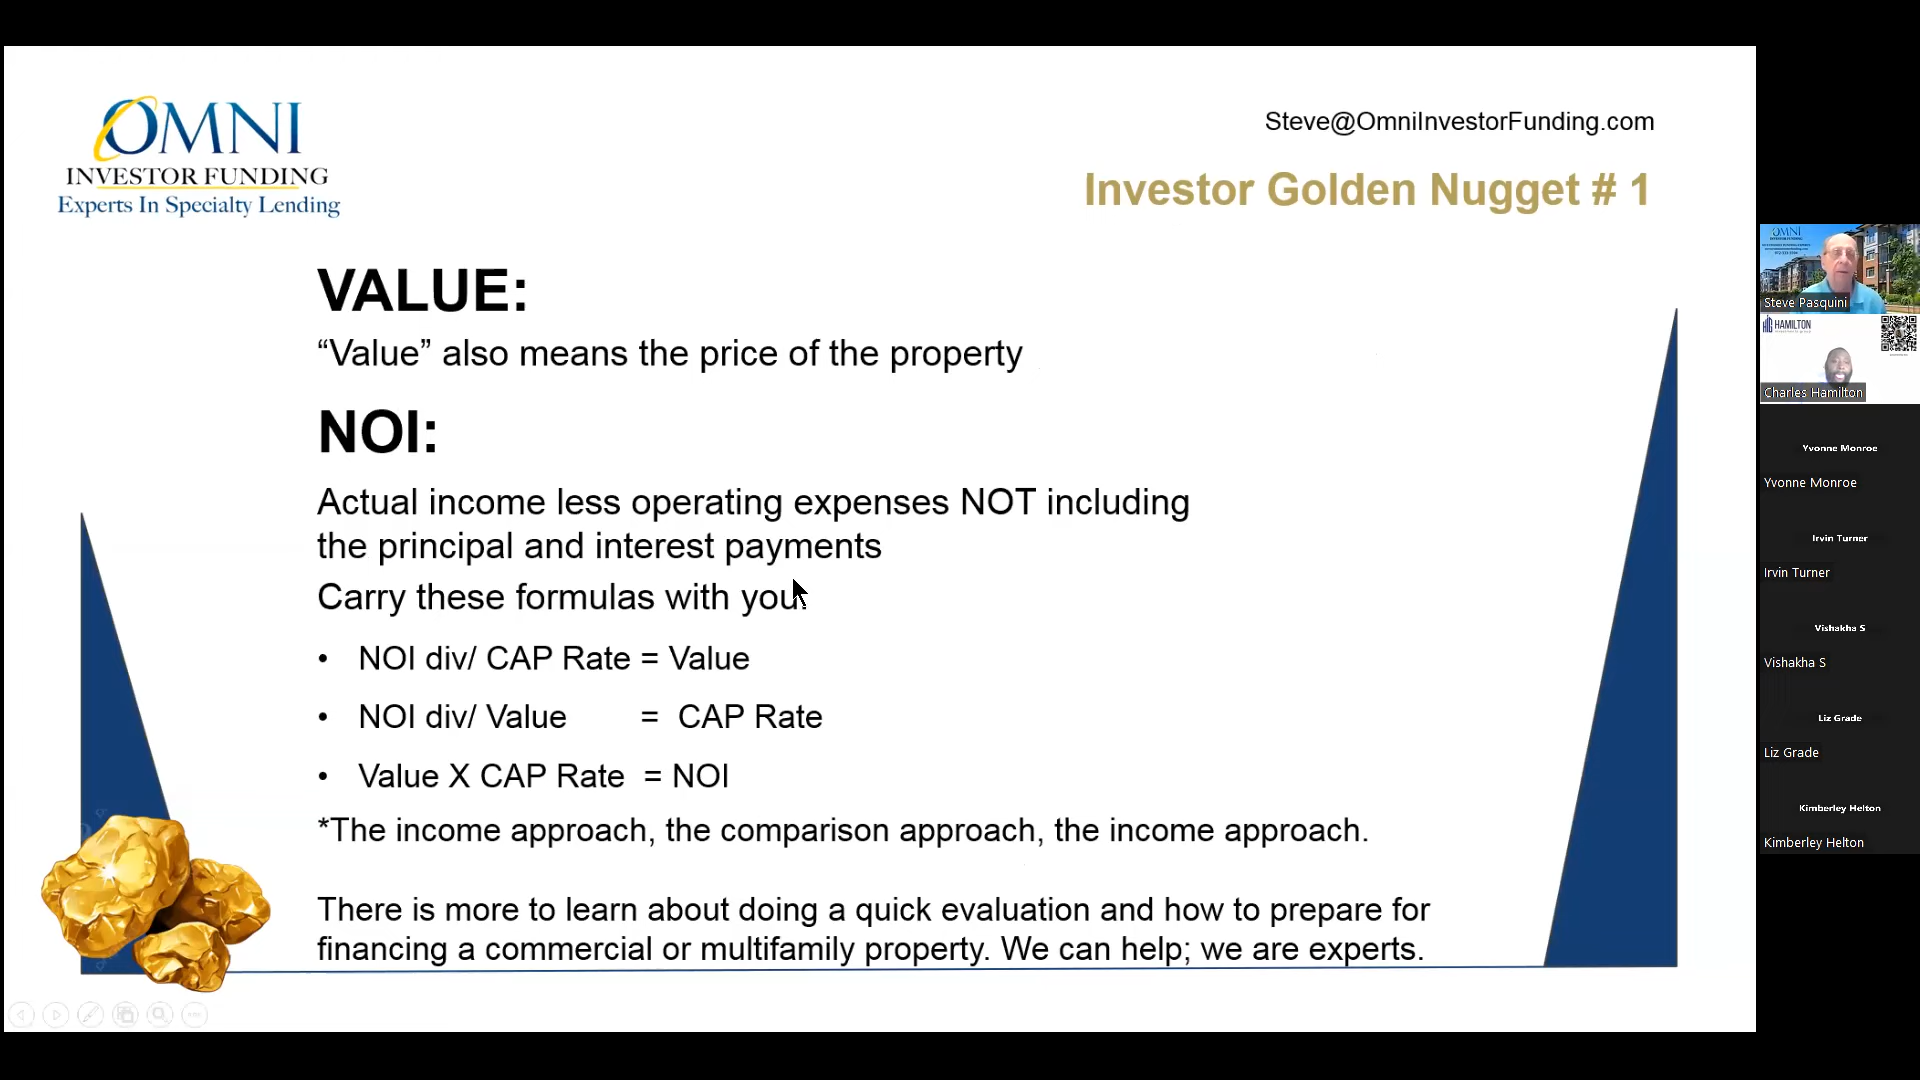 OMNI
INVESTOR FUNDING
Experts In Specialty Lending
Steve@OmniInvestorFunding.com
Investor Golden Nugget # 1
VALUE:
“Value” also means the price of the property
NOI:
Actual income less operating expenses NOT including
the principal and interest payments
Carry these formulas with you:
• NOI div/ CAP Rate = Value
• NOI div/ Value = CAP Rate
• Value X CAP Rate = NOI
*The income approach, the comparison approach, the income approach.
There is more to learn about doing a quick evaluation and how to prepare for
financing a commercial or multifamily property. We can help; we are experts.
OMNI
Steve Pasquini
HAMILTON
Charles Hamilton
Yvonne Monroe
Yvonne Monroe
Irvin Turner
Irvin Turner
Vishakha S
Vishakha S
Liz Grade
Liz Grade
Kimberley Helton
Kimberley Helton